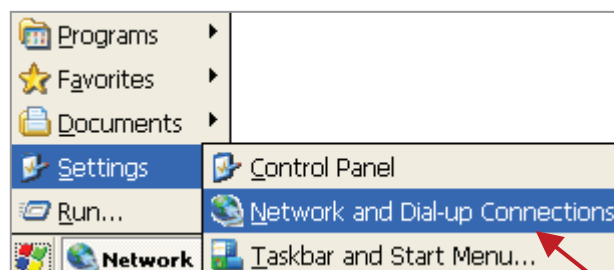 Programs
Favorites
Documents
Settings
Control Panel
Run...
Network and Dial-up Connections
Network
Taskbar and Start Menu...